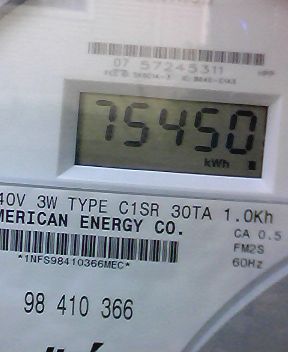 07 57245311
75450
kWh
40V 3W TYPE C1SR 30TA 1.0Kh
MERICAN ENERGY CO.
CA 0.5
FM2S
60Hz
*1NFS98410366MEC*
98 410 366